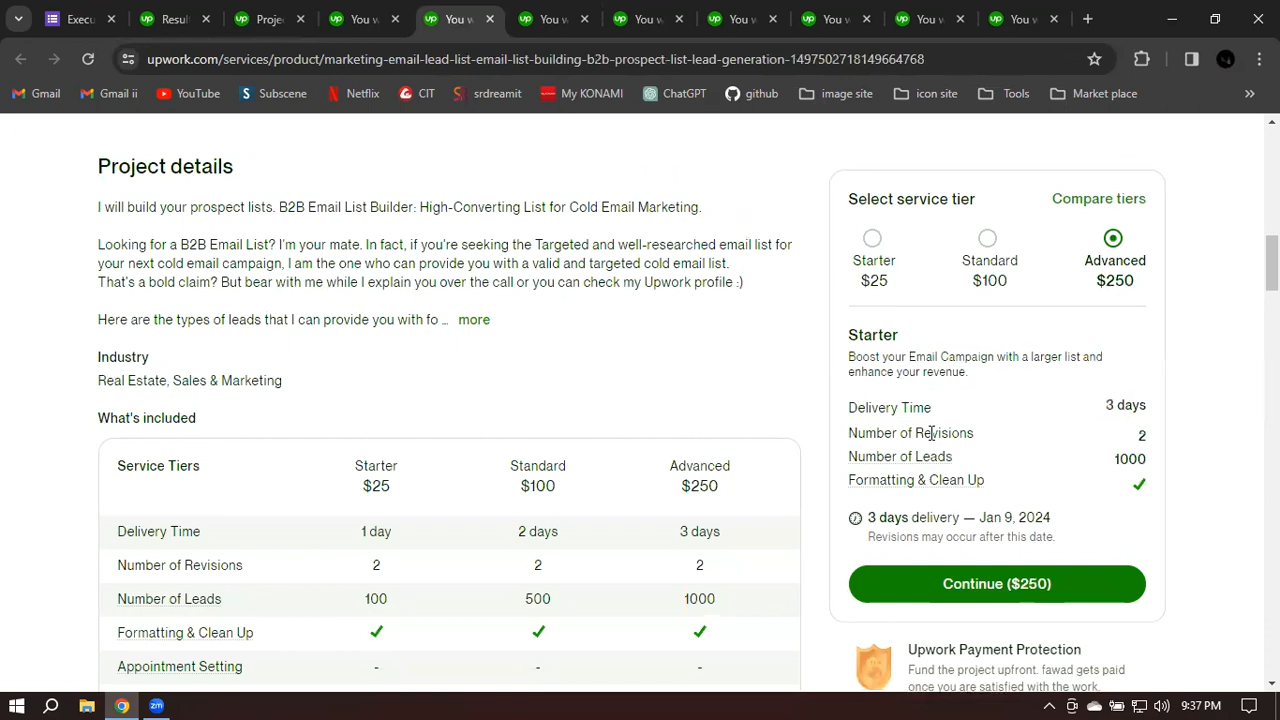 Execu
Resul
Projec
You w
You w
You w
You w
You w
You w
You w
You w
upwork.com/services/product/marketing-email-lead-list-email-list-building-b2b-prospect-list-lead-generation-1497502718149664768
Gmail
Gmail ii
YouTube
Subscene
Netflix
CIT
srdreamit
My KONAMI
ChatGPT
github
image site
icon site
Tools
Market place
Project details
I will build your prospect lists. B2B Email List Builder: High-Converting List for Cold Email Marketing.
Looking for a B2B Email List? I'm your mate. In fact, if you're seeking the Targeted and well-researched email list for
your next cold email campaign, I am the one who can provide you with a valid and targeted cold email list.
That's a bold claim? But bear with me while I explain you over the call or you can check my Upwork profile :)
Here are the types of leads that I can provide you with fo ... more
Industry
Real Estate, Sales & Marketing
What's included
Service Tiers Starter $25 Standard $100 Advanced $250
Delivery Time 1 day 2 days 3 days
Number of Revisions 2 2 2
Number of Leads 100 500 1000
Formatting & Clean Up
Appointment Setting - - -
Select service tier Compare tiers
Starter Standard Advanced
$25 $100 $250
Starter
Boost your Email Campaign with a larger list and
enhance your revenue.
Delivery Time 3 days
Number of Revisions 2
Number of Leads 1000
Formatting & Clean Up
3 days delivery — Jan 9, 2024
Revisions may occur after this date.
Continue ($250)
Upwork Payment Protection
Fund the project upfront. fawad gets paid
once you are satisfied with the work.
9:37 PM